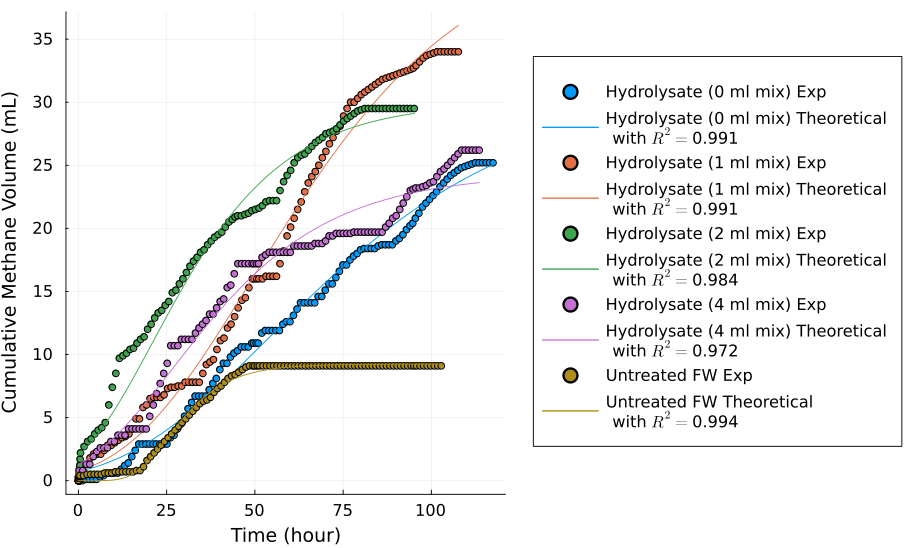 Cumulative Methane Volume (mL)
35
30
25
20
15
10
5
0
0 25 50 75 100
Time (hour)
Hydrolysate (0 ml mix) Exp
Hydrolysate (0 ml mix) Theoretical
with R² = 0.991
Hydrolysate (1 ml mix) Exp
Hydrolysate (1 ml mix) Theoretical
with R² = 0.991
Hydrolysate (2 ml mix) Exp
Hydrolysate (2 ml mix) Theoretical
with R² = 0.984
Hydrolysate (4 ml mix) Exp
Hydrolysate (4 ml mix) Theoretical
with R² = 0.972
Untreated FW Exp
Untreated FW Theoretical
with R² = 0.994